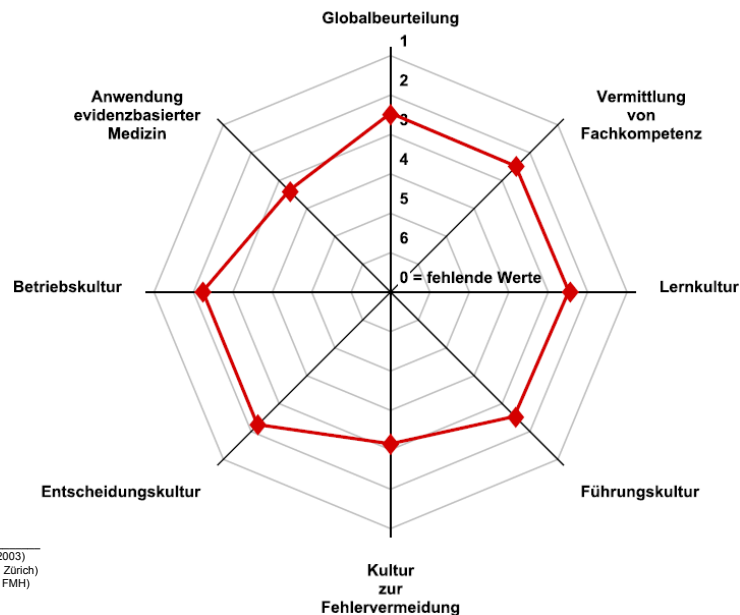 Globalbeurteilung
1
2
3
4
5
6
0 = fehlende Werte
Vermittlung
von
Fachkompetenz
Lernkultur
Führungskultur
Kultur
zur
Fehlervermeidung
Entscheidungskultur
Betriebskultur
Anwendung
evidenzbasierter
Medizin
2003)
Zürich)
FMH)